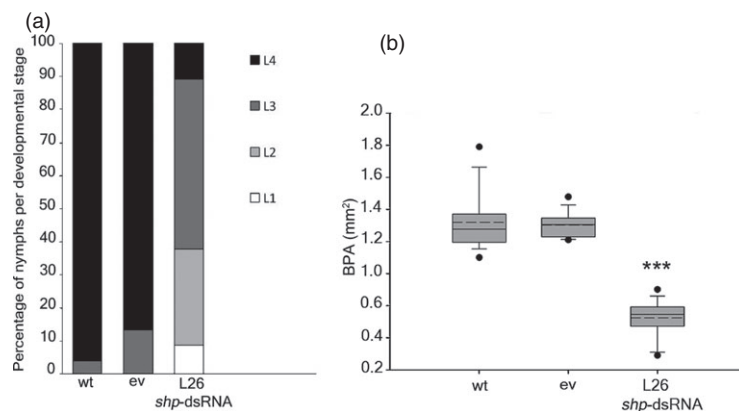 (a)
100
90
80
70
60
50
40
30
20
10
0
Percentage of nymphs per developmental stage
wt
ev
L26
shp-dsRNA
L4
L3
L2
L1
(b)
2.0
1.8
1.6
1.4
1.2
1.0
0.8
0.6
0.4
0.2
BPA (mm²)
***
wt
ev
L26
shp-dsRNA